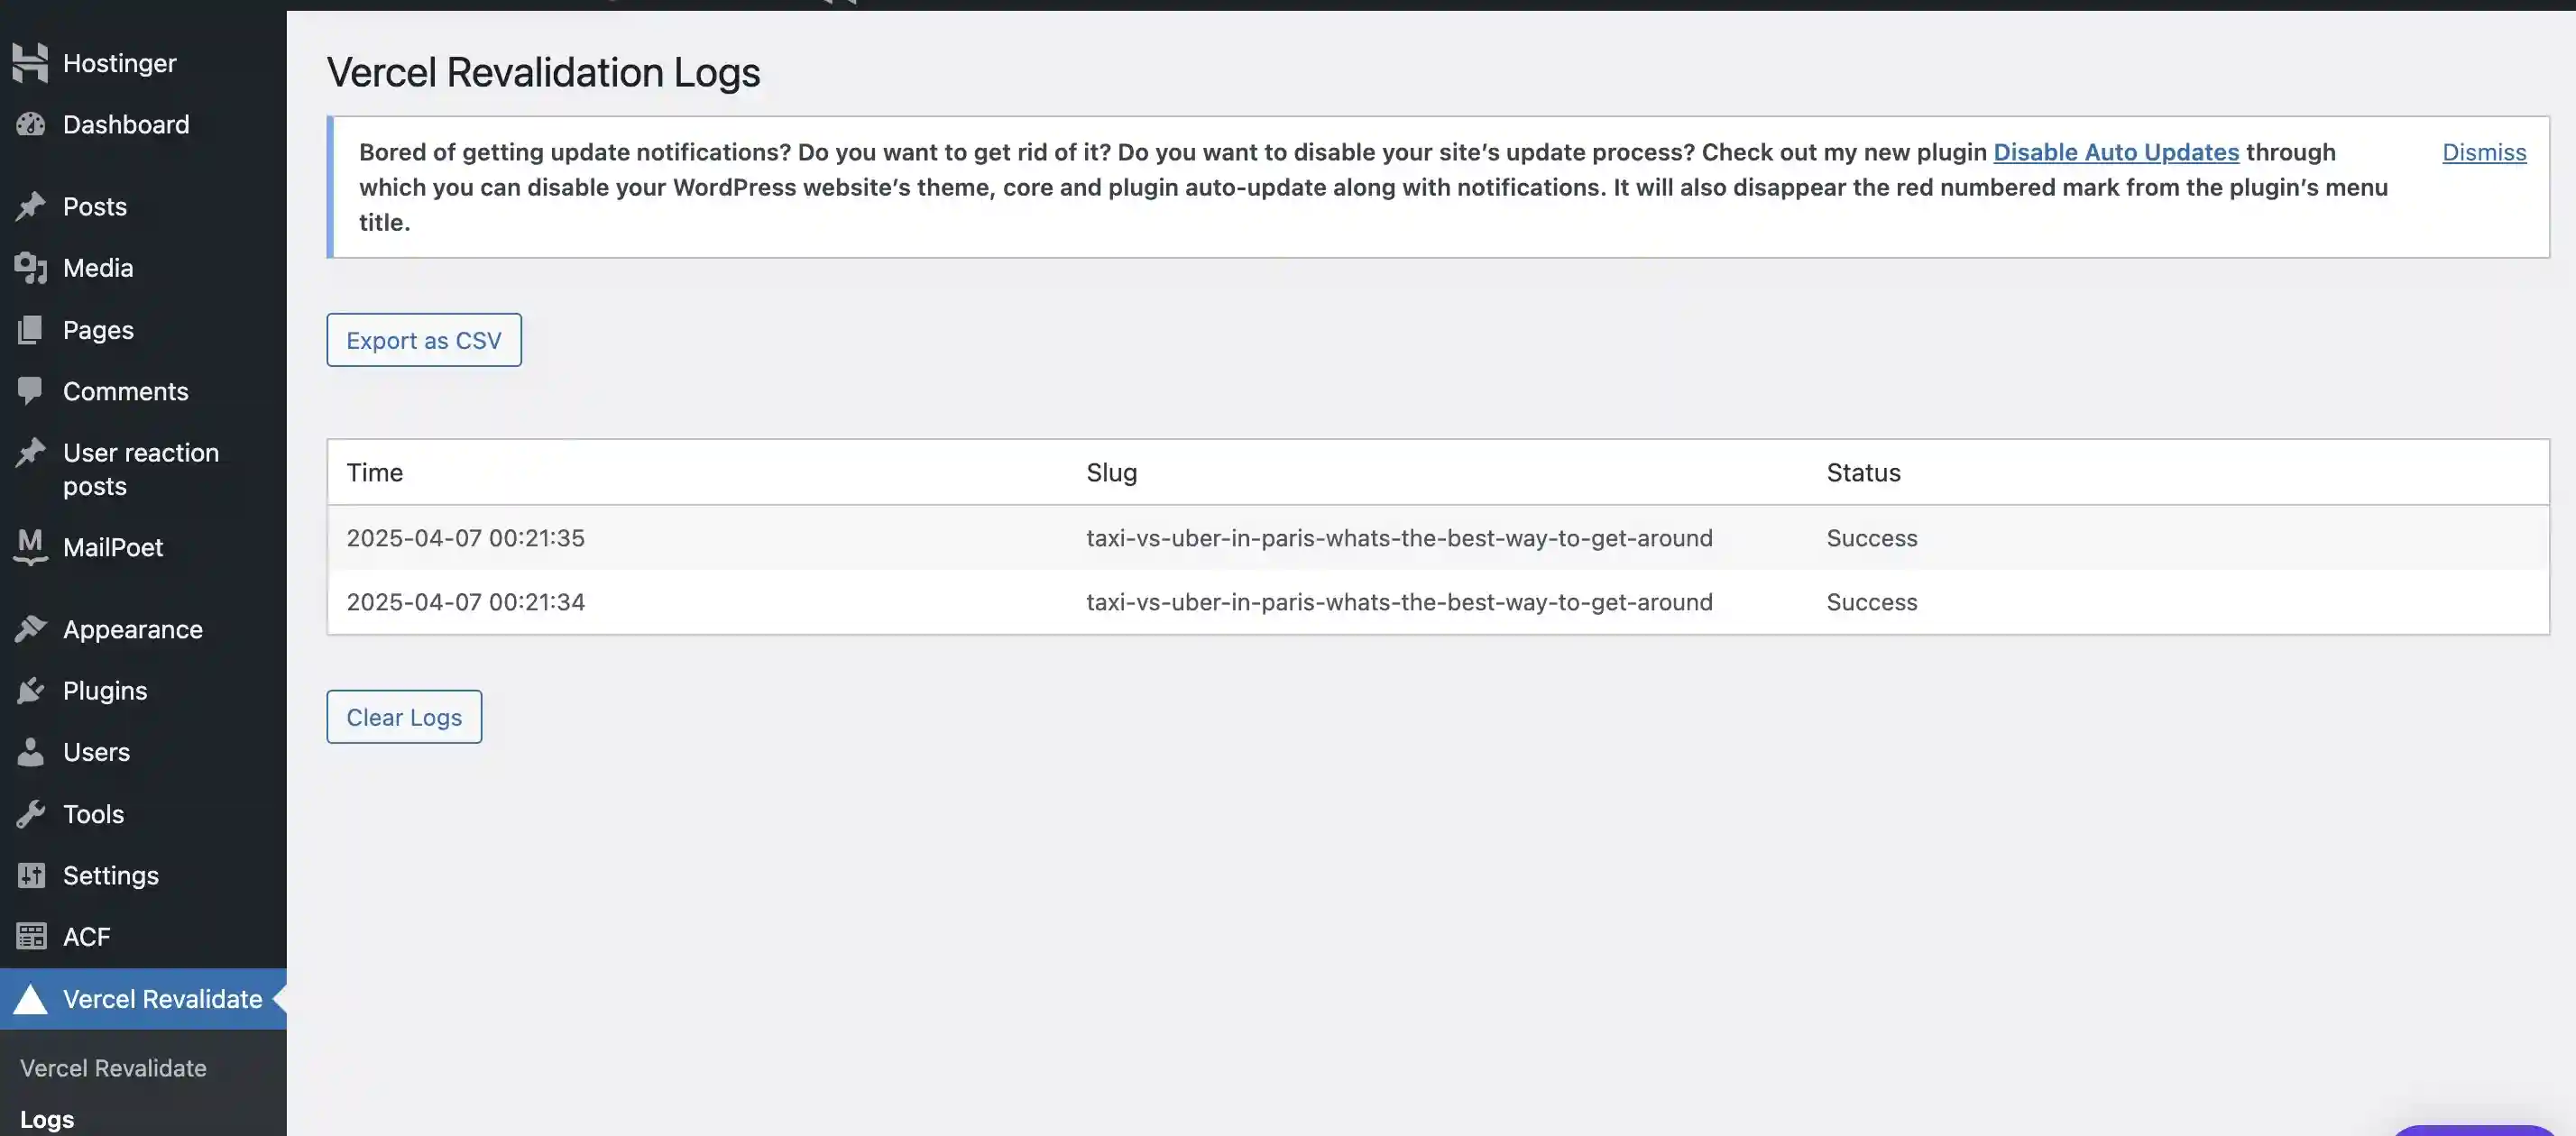 Hostinger
Dashboard
Posts
Media
Pages
Comments
User reaction
posts
MailPoet
Appearance
Plugins
Users
Tools
Settings
ACF
Vercel Revalidate
Vercel Revalidate
Logs
Vercel Revalidation Logs
Bored of getting update notifications? Do you want to get rid of it? Do you want to disable your site’s update process? Check out my new plugin Disable Auto Updates through
which you can disable your WordPress website’s theme, core and plugin auto-update along with notifications. It will also disappear the red numbered mark from the plugin’s menu
title.
Dismiss
Export as CSV
Time Slug Status
2025-04-07 00:21:35 taxi-vs-uber-in-paris-whats-the-best-way-to-get-around Success
2025-04-07 00:21:34 taxi-vs-uber-in-paris-whats-the-best-way-to-get-around Success
Clear Logs